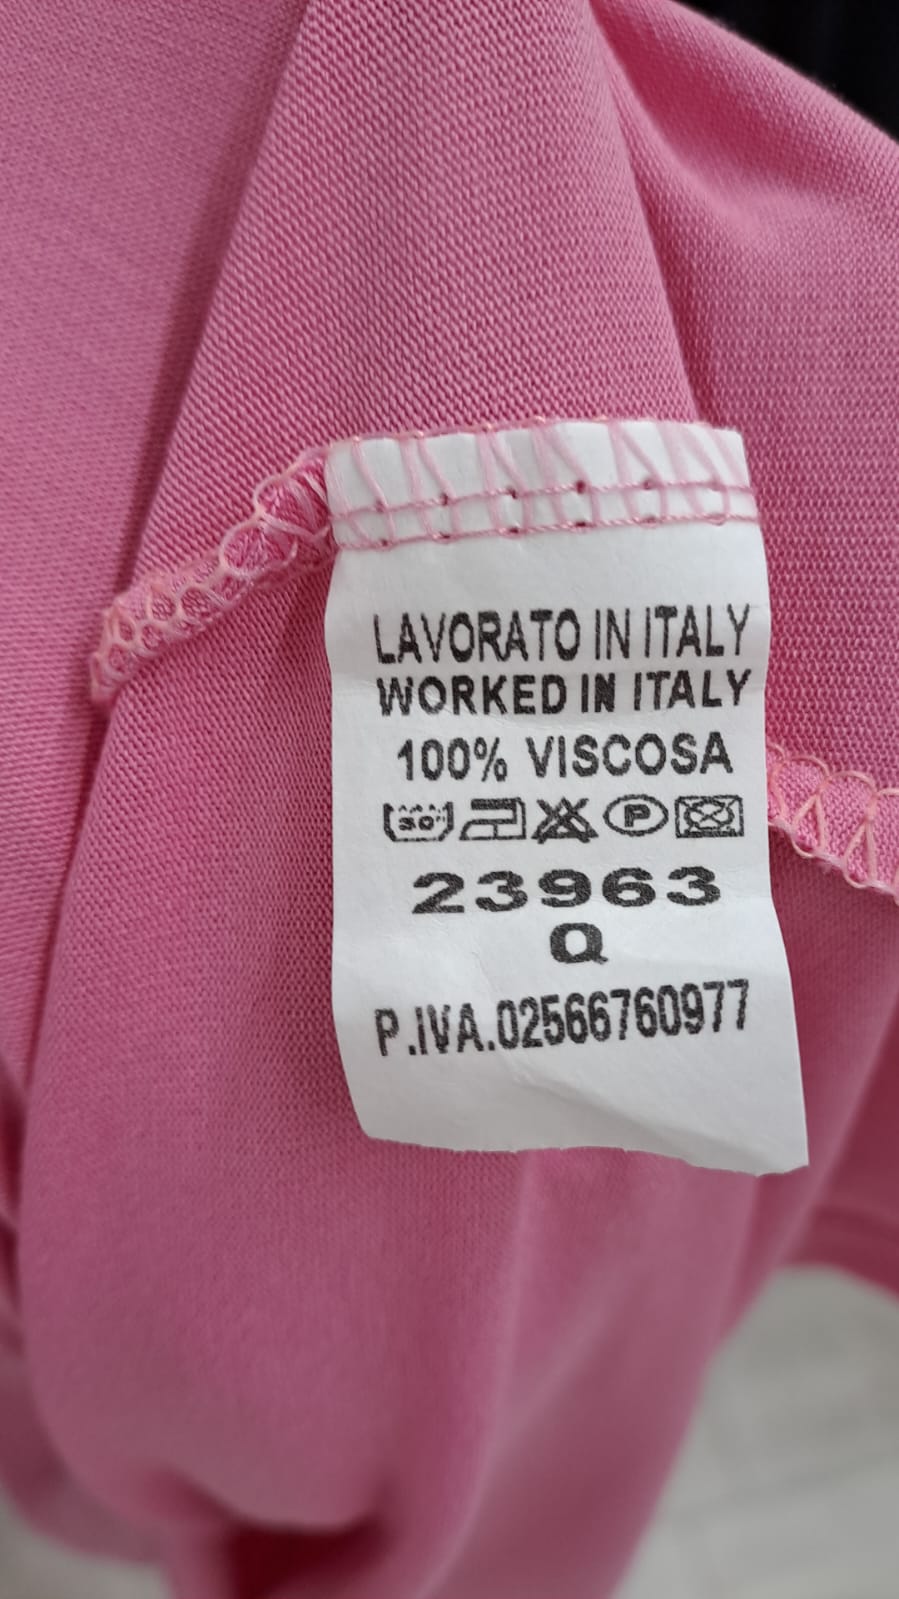 LAVORATO IN ITALY
WORKED IN ITALY
100% VISCOSA
30° P
23963
Q
P.IVA.02566760977